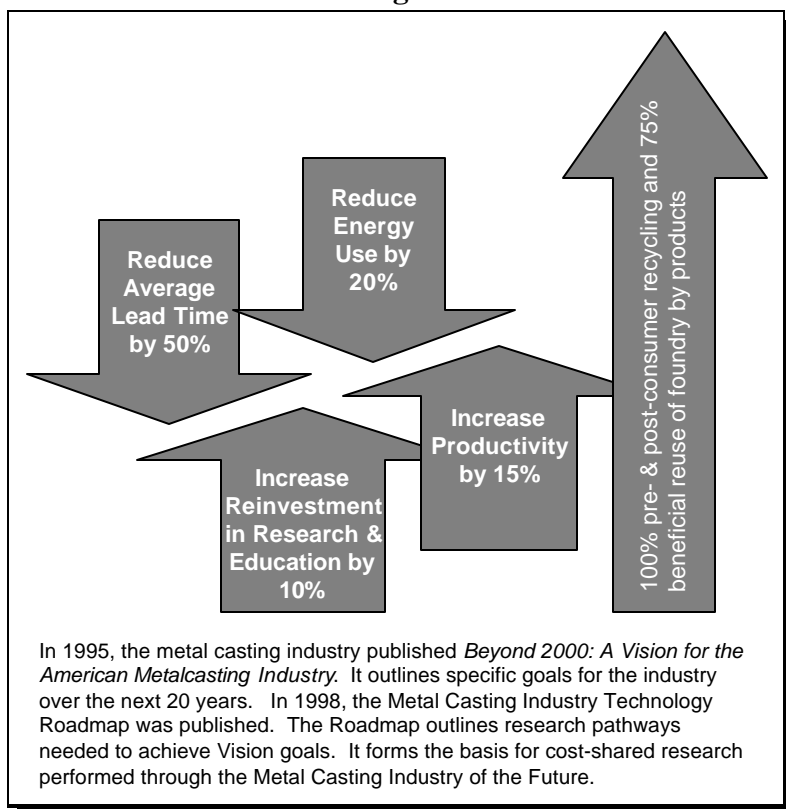 Reduce
Energy
Use by
20%
Reduce
Average
Lead Time
by 50%
Increase
Productivity
by 15%
Increase
Reinvestment
in Research &
Education by
10%
100% pre- & post-consumer recycling and 75%
beneficial reuse of foundry by products
In 1995, the metal casting industry published Beyond 2000: A Vision for the
American Metalcasting Industry. It outlines specific goals for the industry
over the next 20 years. In 1998, the Metal Casting Industry Technology
Roadmap was published. The Roadmap outlines research pathways
needed to achieve Vision goals. It forms the basis for cost-shared research
performed through the Metal Casting Industry of the Future.